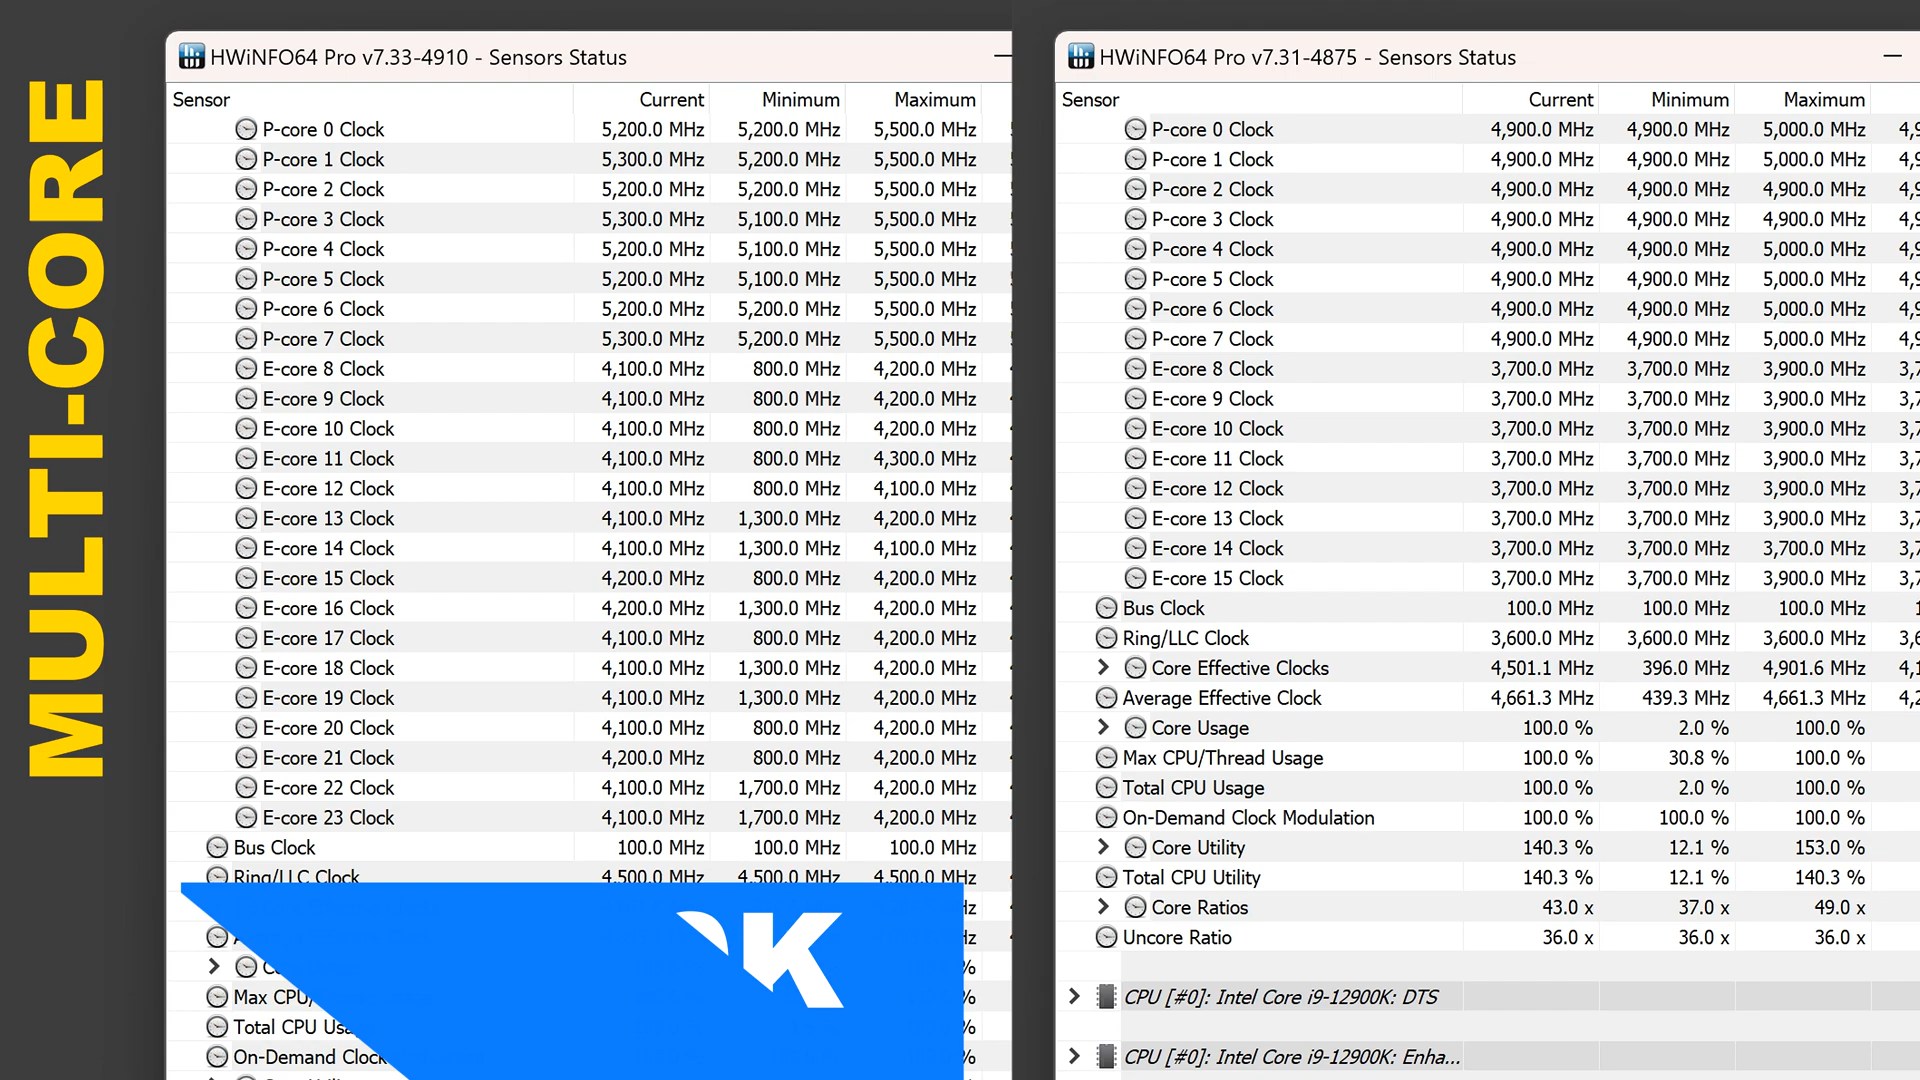 MULTI-CORE
HWiNFO64 Pro v7.33-4910 - Sensors Status
Sensor Current Minimum Maximum
P-core 0 Clock 5,200.0 MHz 5,200.0 MHz 5,500.0 MHz
P-core 1 Clock 5,300.0 MHz 5,200.0 MHz 5,500.0 MHz
P-core 2 Clock 5,200.0 MHz 5,200.0 MHz 5,500.0 MHz
P-core 3 Clock 5,300.0 MHz 5,100.0 MHz 5,500.0 MHz
P-core 4 Clock 5,200.0 MHz 5,100.0 MHz 5,500.0 MHz
P-core 5 Clock 5,200.0 MHz 5,100.0 MHz 5,500.0 MHz
P-core 6 Clock 5,200.0 MHz 5,200.0 MHz 5,500.0 MHz
P-core 7 Clock 5,300.0 MHz 5,200.0 MHz 5,500.0 MHz
E-core 8 Clock 4,100.0 MHz 800.0 MHz 4,200.0 MHz
E-core 9 Clock 4,100.0 MHz 800.0 MHz 4,200.0 MHz
E-core 10 Clock 4,100.0 MHz 800.0 MHz 4,200.0 MHz
E-core 11 Clock 4,100.0 MHz 800.0 MHz 4,300.0 MHz
E-core 12 Clock 4,100.0 MHz 800.0 MHz 4,100.0 MHz
E-core 13 Clock 4,100.0 MHz 1,300.0 MHz 4,200.0 MHz
E-core 14 Clock 4,100.0 MHz 1,300.0 MHz 4,100.0 MHz
E-core 15 Clock 4,200.0 MHz 800.0 MHz 4,200.0 MHz
E-core 16 Clock 4,200.0 MHz 1,300.0 MHz 4,200.0 MHz
E-core 17 Clock 4,100.0 MHz 800.0 MHz 4,200.0 MHz
E-core 18 Clock 4,100.0 MHz 1,300.0 MHz 4,200.0 MHz
E-core 19 Clock 4,100.0 MHz 1,300.0 MHz 4,200.0 MHz
E-core 20 Clock 4,100.0 MHz 800.0 MHz 4,200.0 MHz
E-core 21 Clock 4,200.0 MHz 800.0 MHz 4,200.0 MHz
E-core 22 Clock 4,100.0 MHz 1,700.0 MHz 4,200.0 MHz
E-core 23 Clock 4,100.0 MHz 1,700.0 MHz 4,200.0 MHz
Bus Clock 100.0 MHz 100.0 MHz 100.0 MHz
Ring/LLC Clock 4,500.0 MHz 4,500.0 MHz 4,500.0 MHz
Max CPU/
Total CPU
On-Demand Clock
HWiNFO64 Pro v7.31-4875 - Sensors Status
Sensor Current Minimum Maximum
P-core 0 Clock 4,900.0 MHz 4,900.0 MHz 5,000.0 MHz
P-core 1 Clock 4,900.0 MHz 4,900.0 MHz 5,000.0 MHz
P-core 2 Clock 4,900.0 MHz 4,900.0 MHz 4,900.0 MHz
P-core 3 Clock 4,900.0 MHz 4,900.0 MHz 4,900.0 MHz
P-core 4 Clock 4,900.0 MHz 4,900.0 MHz 5,000.0 MHz
P-core 5 Clock 4,900.0 MHz 4,900.0 MHz 5,000.0 MHz
P-core 6 Clock 4,900.0 MHz 4,900.0 MHz 5,000.0 MHz
P-core 7 Clock 4,900.0 MHz 4,900.0 MHz 5,000.0 MHz
E-core 8 Clock 3,700.0 MHz 3,700.0 MHz 3,900.0 MHz
E-core 9 Clock 3,700.0 MHz 3,700.0 MHz 3,900.0 MHz
E-core 10 Clock 3,700.0 MHz 3,700.0 MHz 3,900.0 MHz
E-core 11 Clock 3,700.0 MHz 3,700.0 MHz 3,900.0 MHz
E-core 12 Clock 3,700.0 MHz 3,700.0 MHz 3,900.0 MHz
E-core 13 Clock 3,700.0 MHz 3,700.0 MHz 3,900.0 MHz
E-core 14 Clock 3,700.0 MHz 3,700.0 MHz 3,700.0 MHz
E-core 15 Clock 3,700.0 MHz 3,700.0 MHz 3,900.0 MHz
Bus Clock 100.0 MHz 100.0 MHz 100.0 MHz
Ring/LLC Clock 3,600.0 MHz 3,600.0 MHz 3,600.0 MHz
Core Effective Clocks 4,501.1 MHz 396.0 MHz 4,901.6 MHz
Average Effective Clock 4,661.3 MHz 439.3 MHz 4,661.3 MHz
Core Usage 100.0 % 2.0 % 100.0 %
Max CPU/Thread Usage 100.0 % 30.8 % 100.0 %
Total CPU Usage 100.0 % 2.0 % 100.0 %
On-Demand Clock Modulation 100.0 % 100.0 % 100.0 %
Core Utility 140.3 % 12.1 % 153.0 %
Total CPU Utility 140.3 % 12.1 % 140.3 %
Core Ratios 43.0 x 37.0 x 49.0 x
Uncore Ratio 36.0 x 36.0 x 36.0 x
CPU [#0]: Intel Core i9-12900K: DTS
CPU [#0]: Intel Core i9-12900K: Enha...